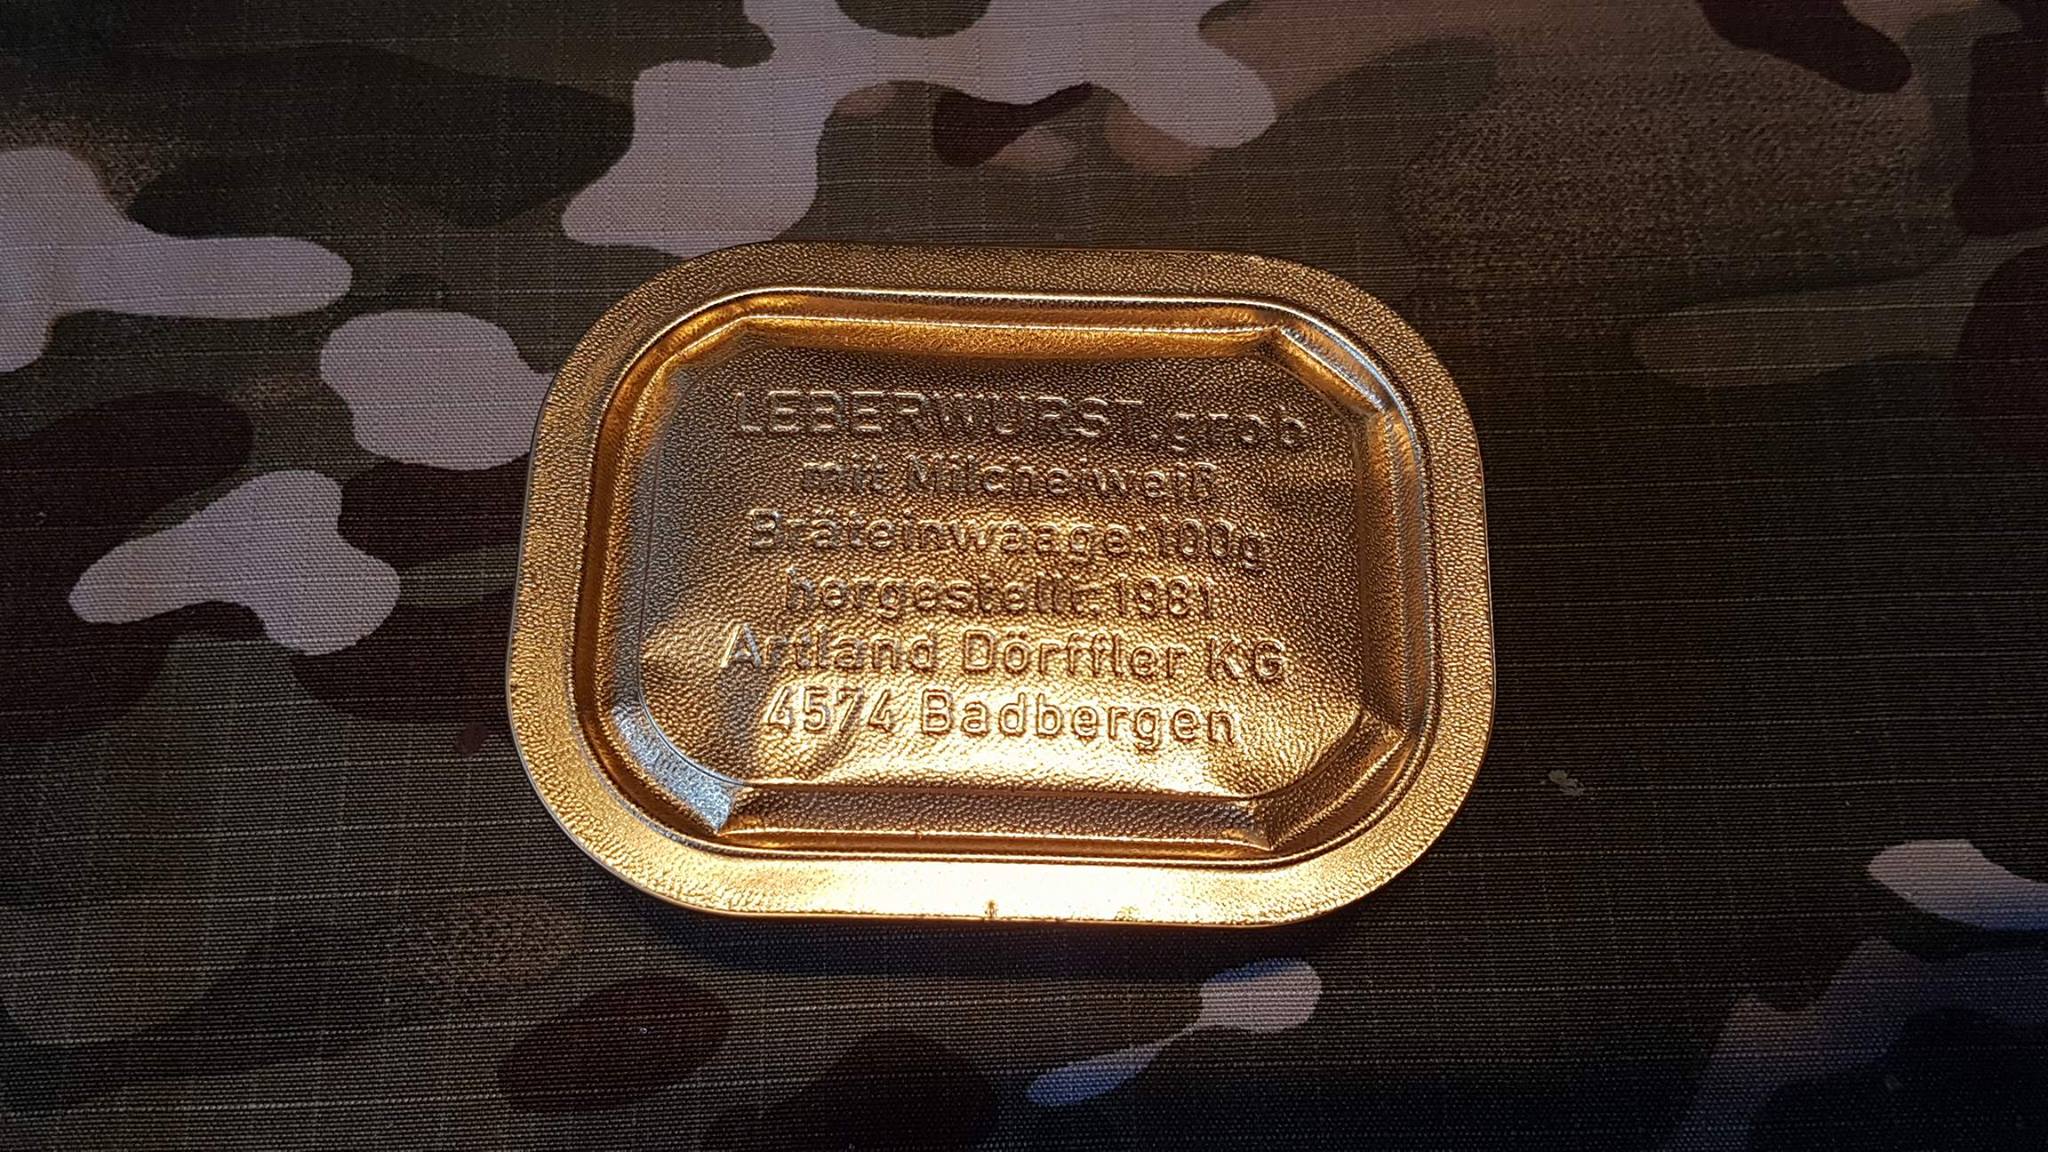 LEBERWURST,grob
mit Milcheiweiß
Bräteinwaage:100g
hergestellt:1981
Artland Dörffler KG
4574 Badbergen